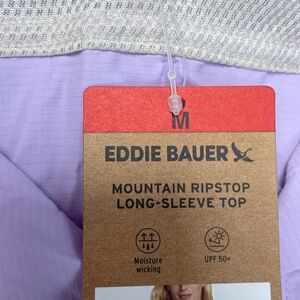 M
EDDIE BAUER
MOUNTAIN RIPSTOP
LONG-SLEEVE TOP
Moisture
wicking
UPF 50+